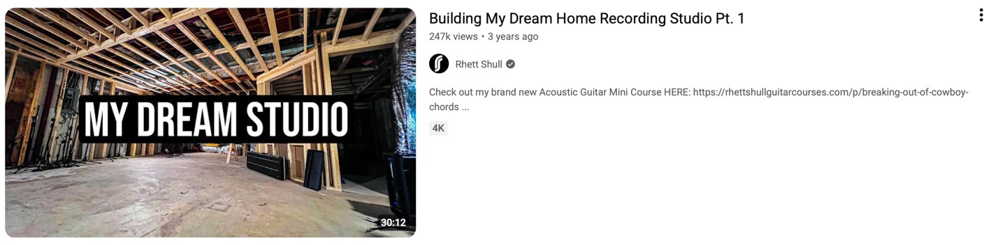 MY DREAM STUDIO
30:12
Building My Dream Home Recording Studio Pt. 1
247k views • 3 years ago
Rhett Shull
Check out my brand new Acoustic Guitar Mini Course HERE: https://rhettshullguitarcourses.com/p/breaking-out-of-cowboy-
chords ...
4K